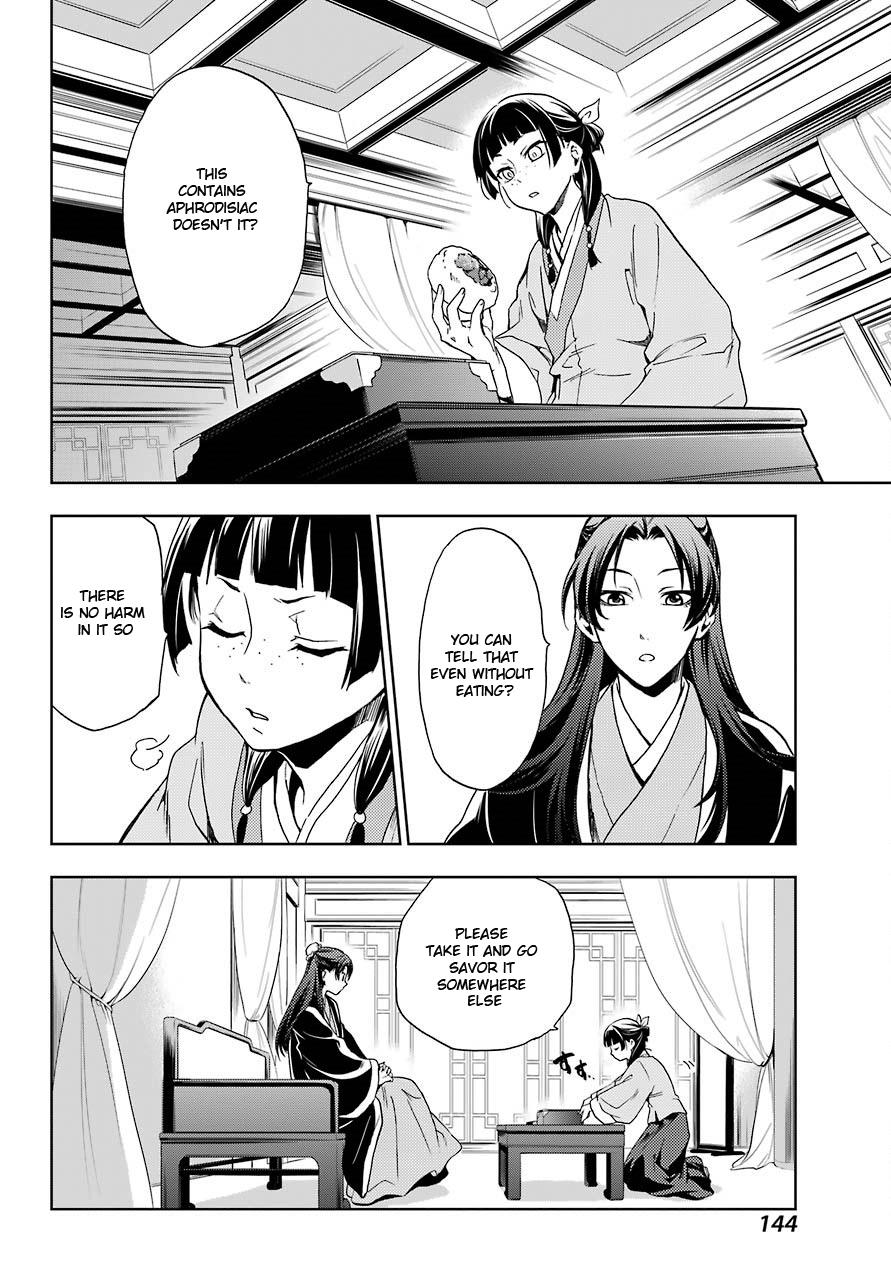 THIS
CONTAINS
APHRODISIAC
DOESN'T IT?
YOU CAN
TELL THAT
EVEN WITHOUT
EATING?
THERE
IS NO HARM
IN IT SO
PLEASE
TAKE IT AND GO
SAVOR IT
SOMEWHERE
ELSE
すす…
144